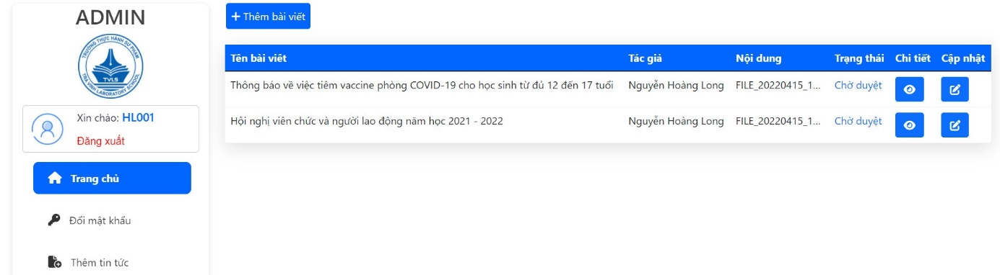 ADMIN
TRƯỜNG THỰC HÀNH SƯ PHẠM
TVLS
TRA VINH LABORATORY SCHOOL
Xin chào: HL001
Đăng xuất
Trang chủ
Đổi mật khẩu
Thêm tin tức
Thêm bài viết
Tên bài viết Tác giả Nội dung Trạng thái Chi tiết Cập nhật
Thông báo về việc tiêm vaccine phòng COVID-19 cho học sinh từ đủ 12 đến 17 tuổi Nguyễn Hoàng Long FILE_20220415_1... Chờ duyệt
Hội nghị viên chức và người lao động năm học 2021 - 2022 Nguyễn Hoàng Long FILE_20220415_1... Chờ duyệt